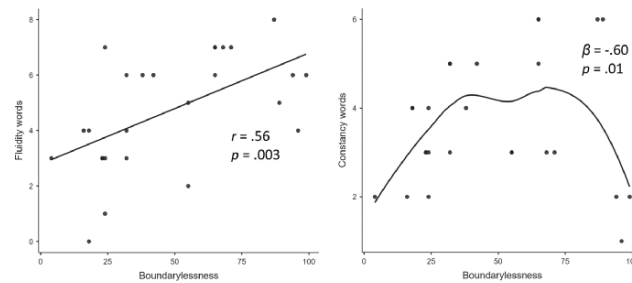 Fluidity words
8
6
4
2
0
r = .56
p = .003
0
25
50
75
100
Boundarylessness
Constancy words
6
4
2
β = -.60
p = .01
0
25
50
75
100
Boundarylessness